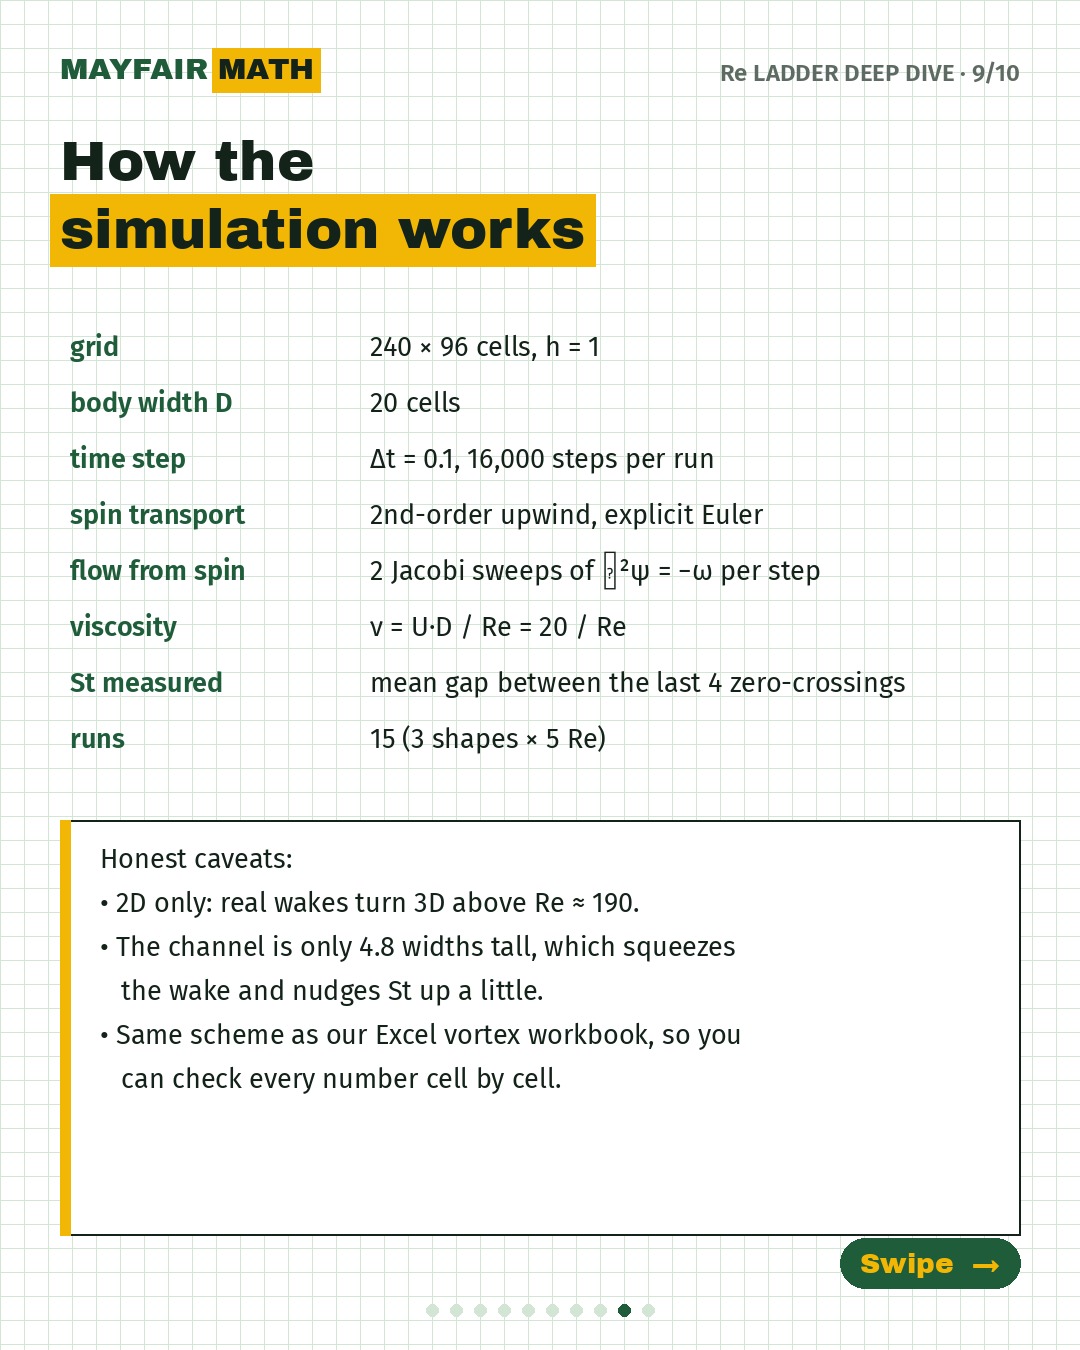 MAYFAIR MATH
Re LADDER DEEP DIVE · 9/10
How the
simulation works
grid 240 × 96 cells, h = 1
body width D 20 cells
time step Δt = 0.1, 16,000 steps per run
spin transport 2nd-order upwind, explicit Euler
flow from spin 2 Jacobi sweeps of ²ψ = −ω per step
viscosity ν = U·D / Re = 20 / Re
St measured mean gap between the last 4 zero-crossings
runs 15 (3 shapes × 5 Re)
Honest caveats:
• 2D only: real wakes turn 3D above Re ≈ 190.
• The channel is only 4.8 widths tall, which squeezes
the wake and nudges St up a little.
• Same scheme as our Excel vortex workbook, so you
can check every number cell by cell.
Swipe →